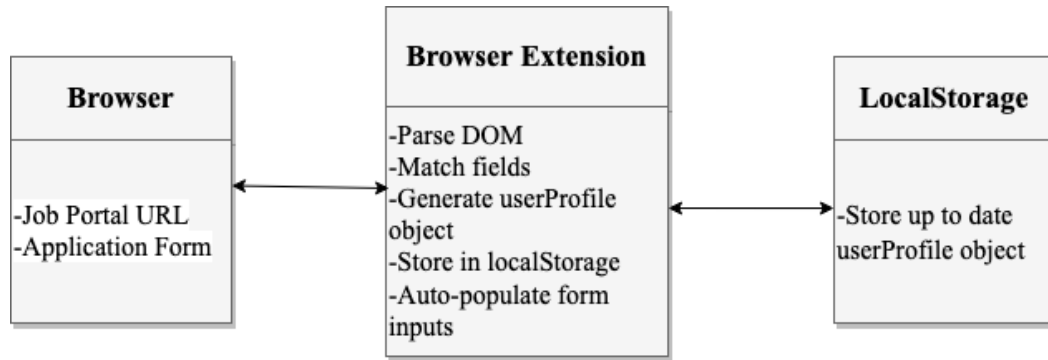 Browser
-Job Portal URL
-Application Form
Browser Extension
-Parse DOM
-Match fields
-Generate userProfile
object
-Store in localStorage
-Auto-populate form
inputs
LocalStorage
-Store up to date
userProfile object